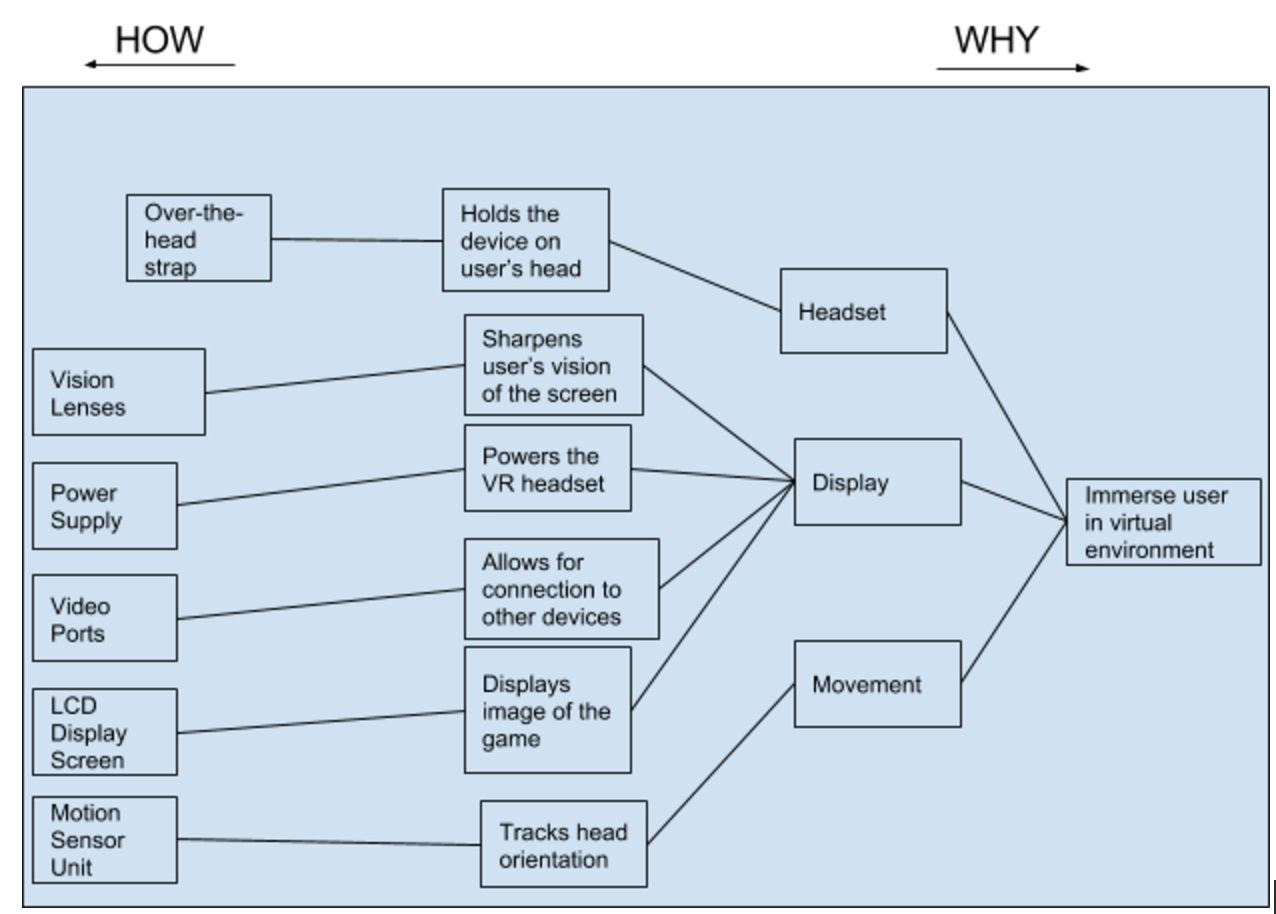 HOW
WHY
Over-the-
head
strap
Holds the
device on
user's head
Headset
Vision
Lenses
Sharpens
user's vision
of the screen
Power
Supply
Powers the
VR headset
Display
Immerse user
in virtual
environment
Video
Ports
Allows for
connection to
other devices
LCD
Display
Screen
Displays
image of the
game
Movement
Motion
Sensor
Unit
Tracks head
orientation